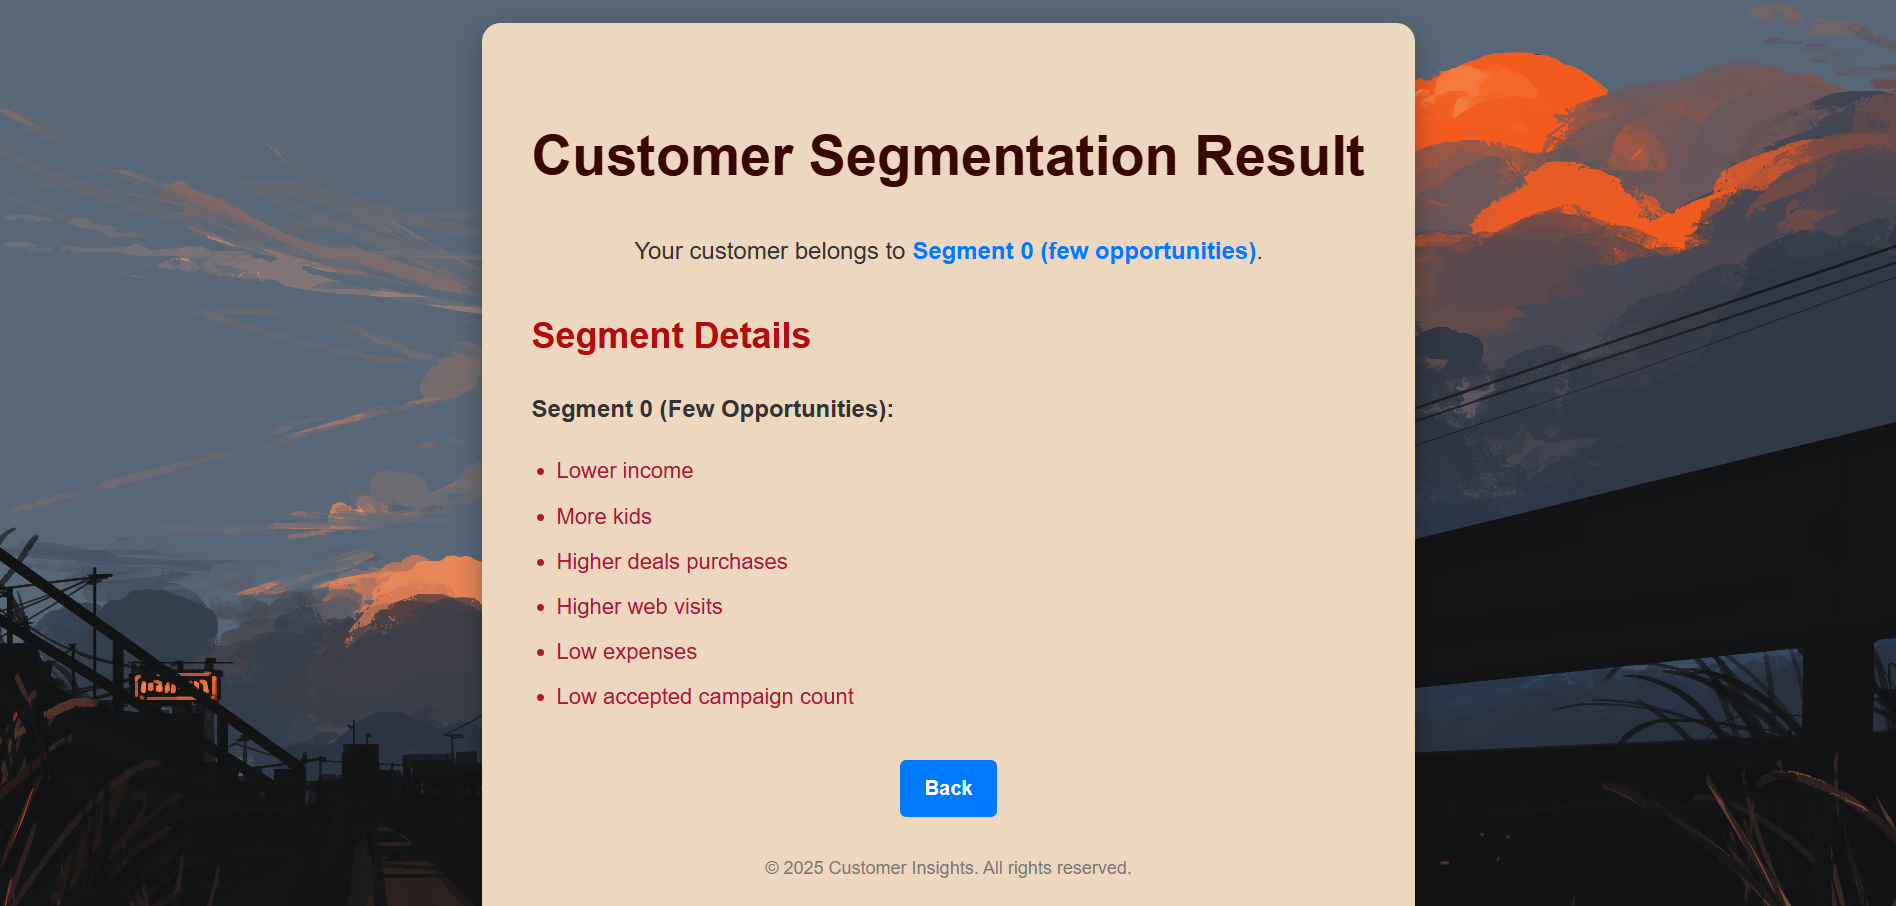 Customer Segmentation Result
Your customer belongs to Segment 0 (few opportunities).
Segment Details
Segment 0 (Few Opportunities):
• Lower income
• More kids
• Higher deals purchases
• Higher web visits
• Low expenses
• Low accepted campaign count
Back
© 2025 Customer Insights. All rights reserved.